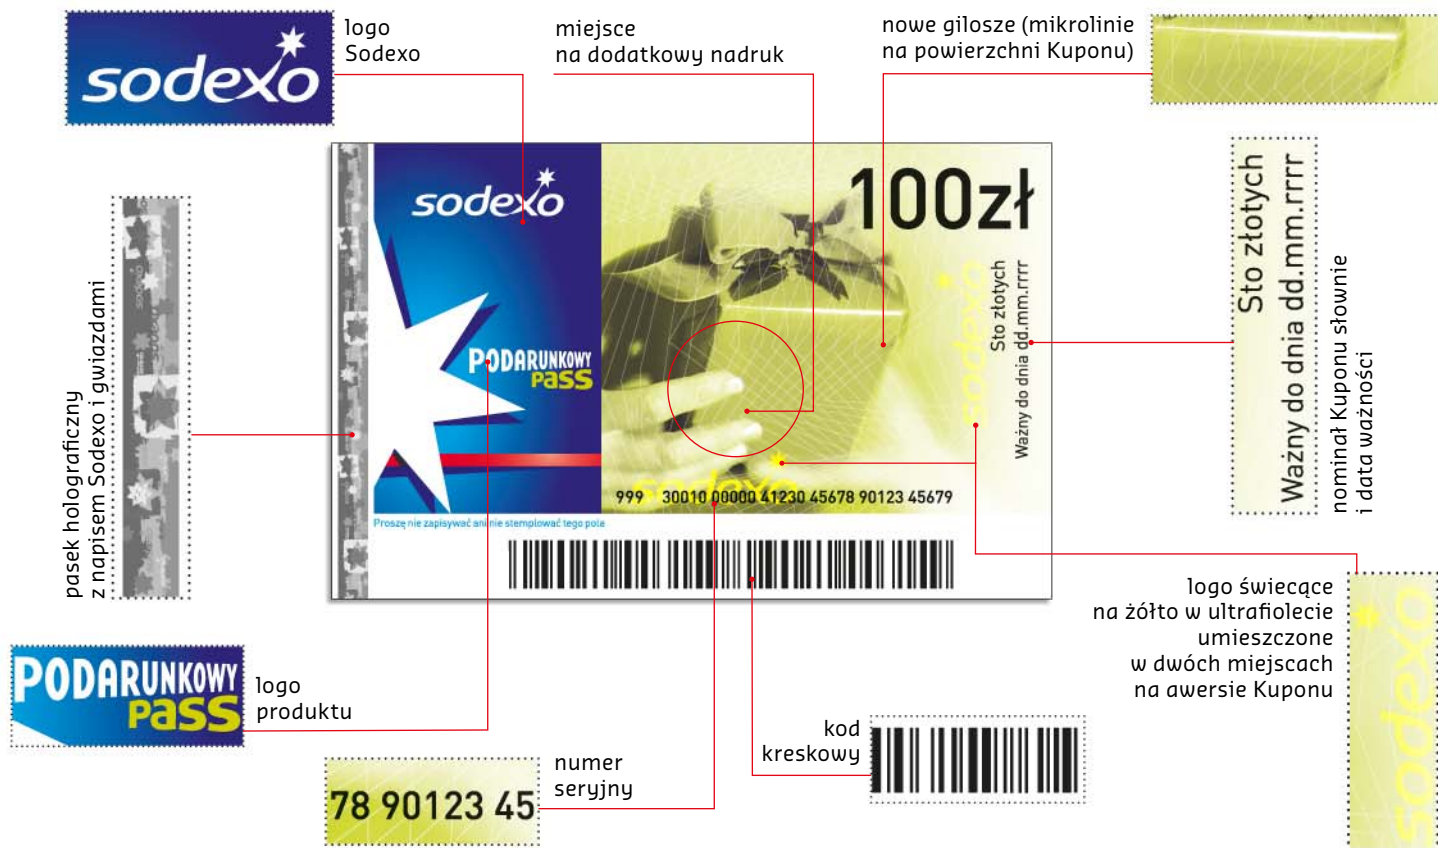 sodexo
logo
Sodexo
miejsce
na dodatkowy nadruk
nowe gilosze (mikrolinie
na powierzchni Kuponu)
sodexo
100zł
Sto złotych
Ważny do dnia dd.mm.rrrr
sodexo
PODARUNKOWY
Pass
sodexo
999 30010 00000 41230 45678 90123 45679
Proszę nie zapisywać ani nie stemplować tego pola
pasek holograficzny
z napisem Sodexo i gwiazdami
Sto złotych
Ważny do dnia dd.mm.rrrr
nominał Kuponu słownie
i data ważności
PODARUNKOWY
Pass
logo
produktu
78 90123 45
numer
seryjny
kod
kreskowy
logo świecące
na żółto w ultrafiolecie
umieszczone
w dwóch miejscach
na awersie Kuponu
sodexo